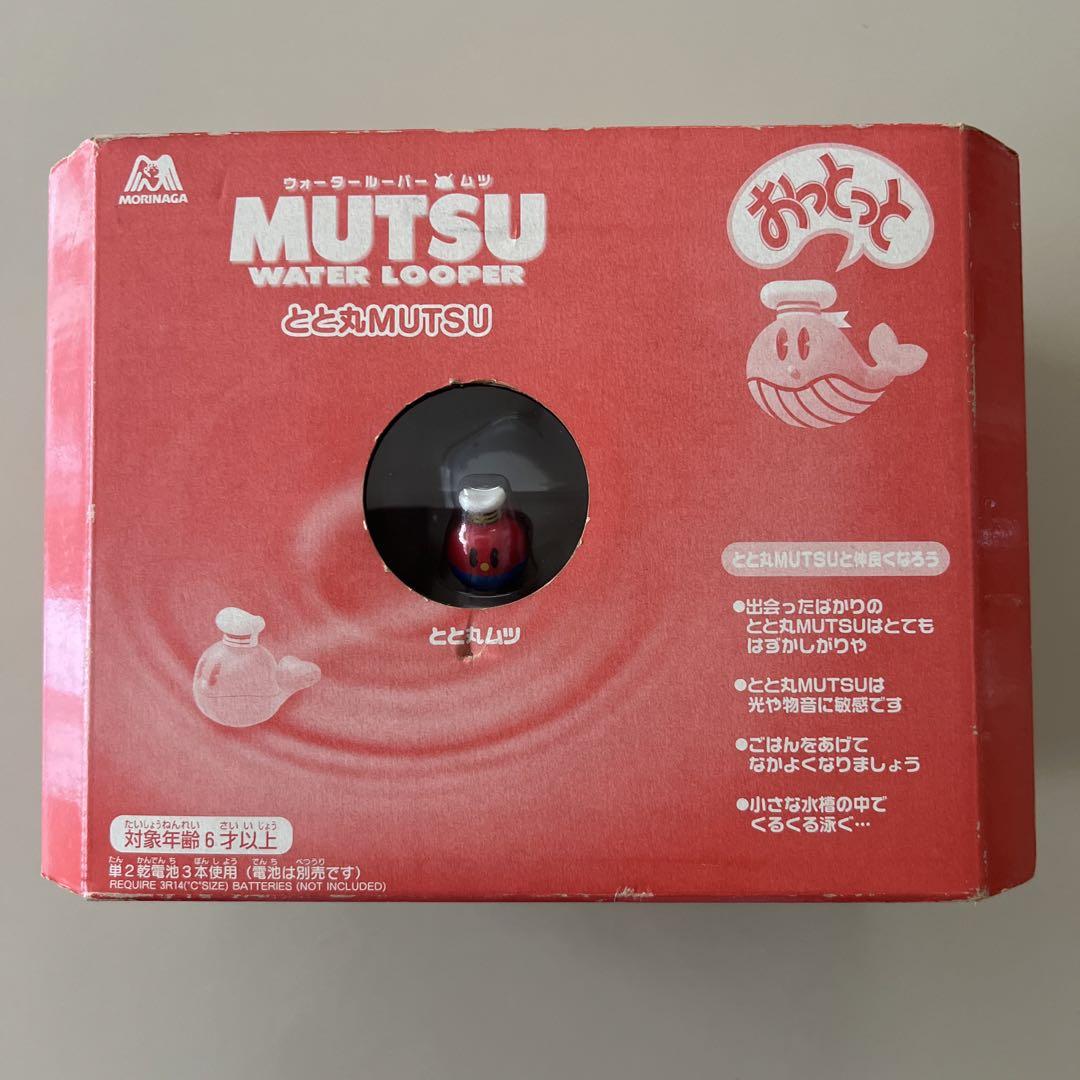 MORINAGA
ウォータールーパー ムツ
MUTSU
WATER LOOPER
とと丸MUTSU
おっとっと
とと丸ムツ
とと丸MUTSUと仲良くなろう
●出会ったばかりの
とと丸MUTSUはとても
はずかしがりや
●とと丸MUTSUは
光や物音に敏感です
●ごはんをあげて
なかよくなりましょう
●小さな水槽の中で
くるくる泳ぐ…
たいしょうねんれい さいいじょう
対象年齢6才以上
たん かんでんち ぼんしよう でんち べつうり
単2乾電池3本使用(電池は別売です)
REQUIRE 3R14("C"SIZE) BATTERIES (NOT INCLUDED)